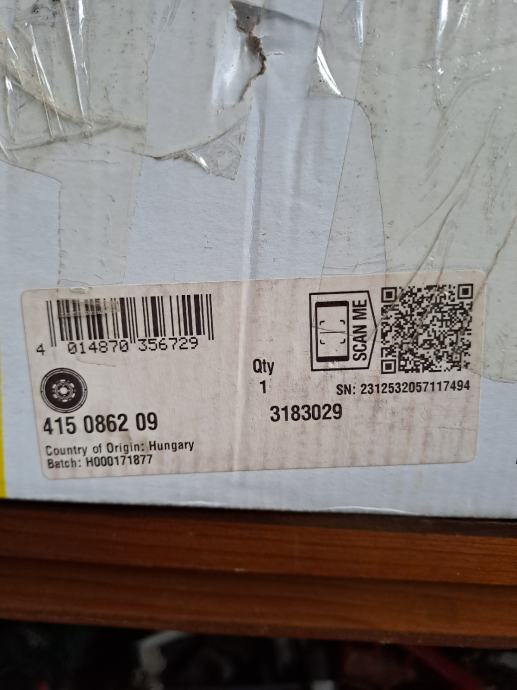 4 014870 356729
Qty
1
SCAN ME
SN: 2312532057117494
415 0862 09
3183029
Country of Origin: Hungary
Batch: H000171877